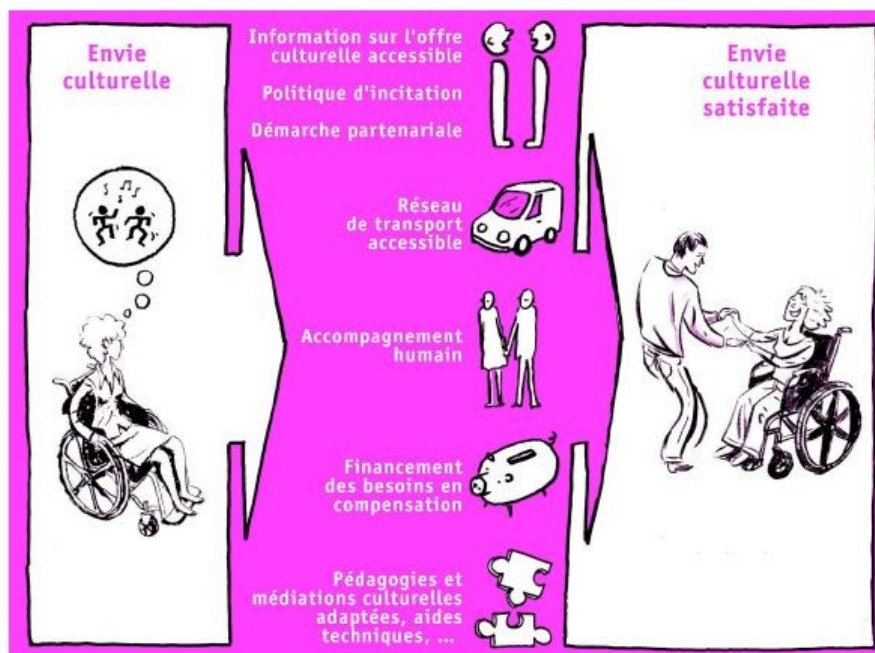 Envie
culturelle
Information sur l'offre
culturelle accessible
Politique d'incitation
Démarche partenariale
Réseau
de transport
accessible
Accompagnement
humain
Financement
des besoins en
compensation
Pédagogies et
médiations culturelles
adaptées, aides
techniques, ...
Envie
culturelle
satisfaite